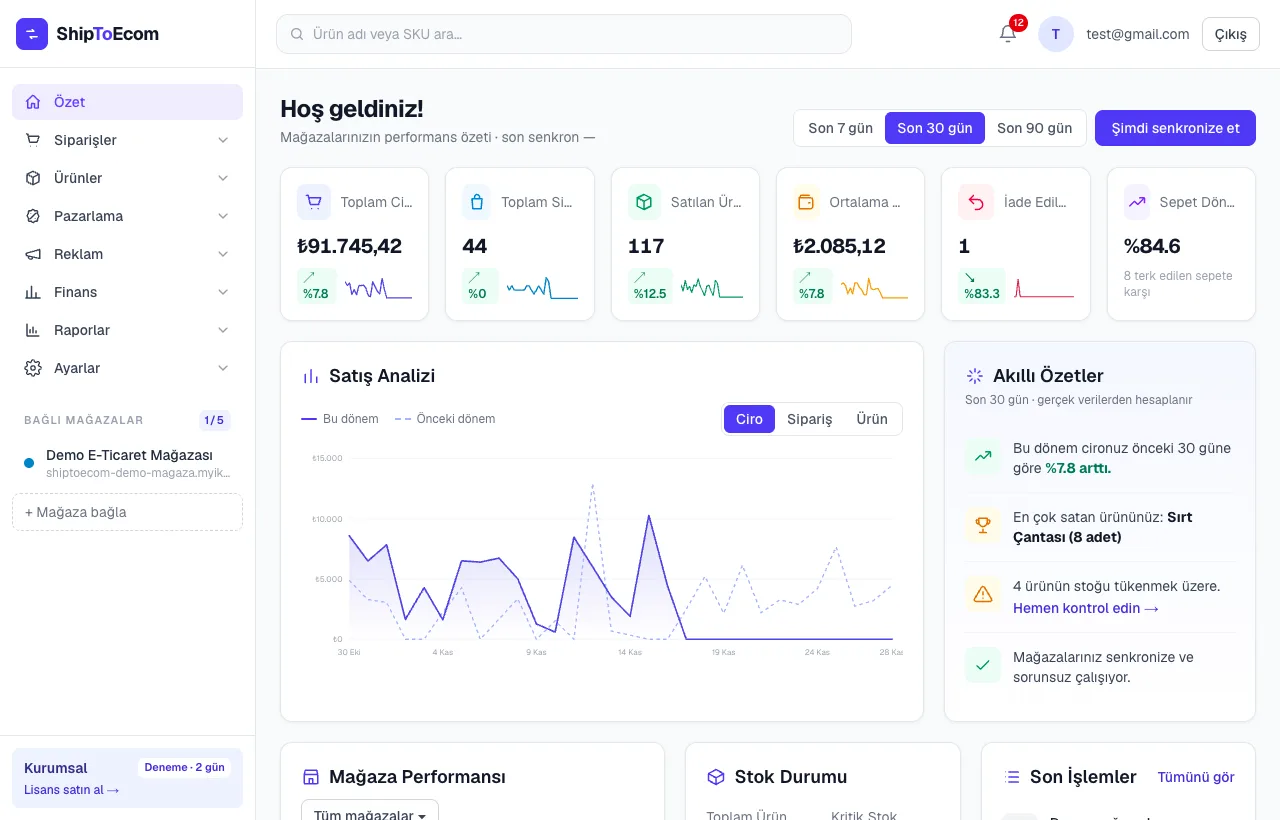 ShipToEcom
Ürün adı veya SKU ara...
12
T
test@gmail.com
Çıkış
Özet
Siparişler
Ürünler
Pazarlama
Reklam
Finans
Raporlar
Ayarlar
BAĞLI MAĞAZALAR
1/5
Demo E-Ticaret Mağazası
shiptoecom-demo-magaza.myik...
+ Mağaza bağla
Kurumsal
Deneme · 2 gün
Lisans satın al →
Hoş geldiniz!
Mağazalarınızın performans özeti · son senkron —
Son 7 gün
Son 30 gün
Son 90 gün
Şimdi senkronize et
Toplam Ci...
₺91.745,42
%7.8
Toplam Si...
44
%0
Satılan Ür...
117
%12.5
Ortalama ...
₺2.085,12
%7.8
İade Edil...
1
%83.3
Sepet Dön...
%84.6
8 terk edilen sepete
karşı
Satış Analizi
Bu dönem
Önceki dönem
Ciro
Sipariş
Ürün
₺15.000
₺10.000
₺5.000
₺0
30 Eki
4 Kas
9 Kas
14 Kas
19 Kas
24 Kas
28 Kas
Akıllı Özetler
Son 30 gün · gerçek verilerden hesaplanır
Bu dönem cironuz önceki 30 güne
göre %7.8 arttı.
En çok satan ürününüz: Sırt
Çantası (8 adet)
4 ürünün stoğu tükenmek üzere.
Hemen kontrol edin →
Mağazalarınız senkronize ve
sorunsuz çalışıyor.
Mağaza Performansı
Tüm mağazalar
Stok Durumu
Toplam Ürün
Kritik Stok
Son İşlemler
Tümünü gör